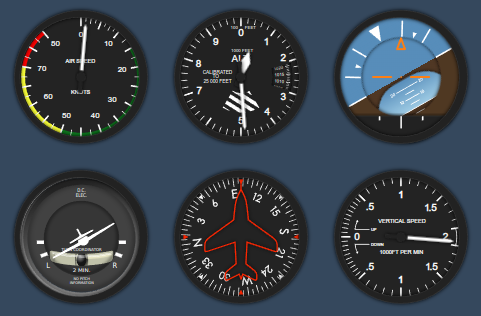 0
10
20
30
40
50
60
70
80
AIR SPEED
KNOTS
100 FEET
0
1
2
3
4
5
7
8
9
1000 FEET
CALIBRATED
TO
25 000 FEET
D.C.
ELEC.
TURN COORDINATOR
L R
2 MIN.
NO PITCH
INFORMATION
E
12
15
S
21
24
W
30
33
N
3
6
0
.5
1
1.5
2
1.5
1
.5
VERTICAL SPEED
UP
DOWN
1000FT PER MIN